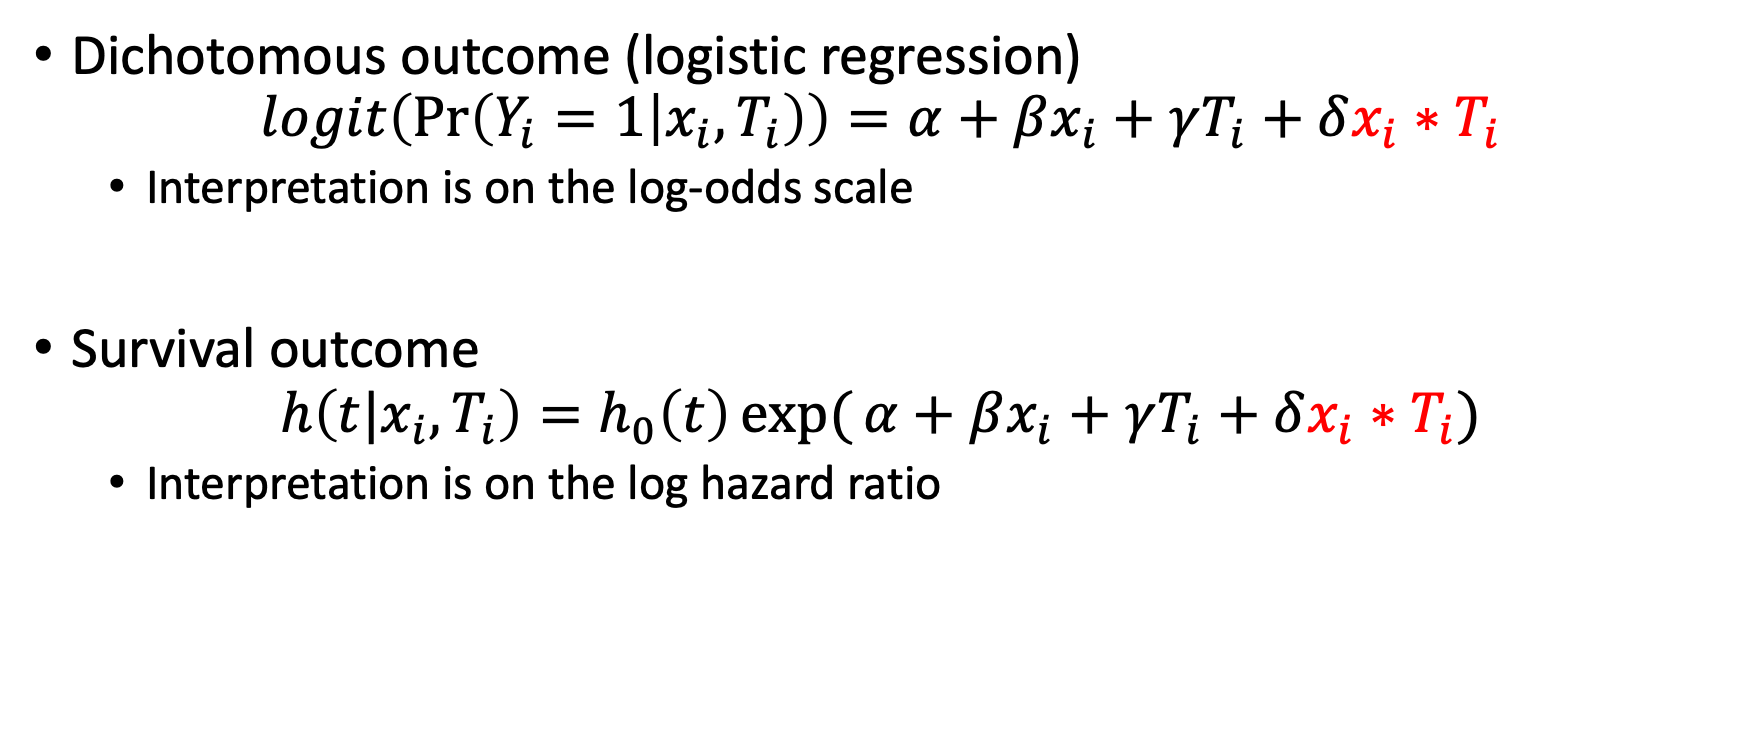 • Dichotomous outcome (logistic regression)
logit(Pr(Yᵢ = 1|xᵢ, Tᵢ)) = α + βxᵢ + γTᵢ + δxᵢ * Tᵢ
• Interpretation is on the log-odds scale
• Survival outcome
h(t|xᵢ, Tᵢ) = h₀(t) exp( α + βxᵢ + γTᵢ + δxᵢ * Tᵢ)
• Interpretation is on the log hazard ratio